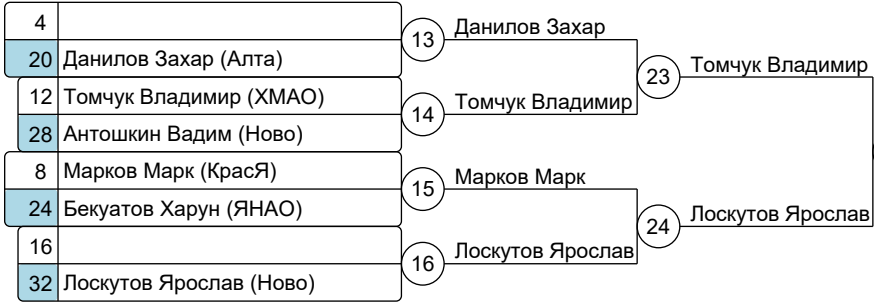 4
20 Данилов Захар (Алта)
13 Данилов Захар
12 Томчук Владимир (ХМАО)
28 Антошкин Вадим (Ново)
14 Томчук Владимир
23 Томчук Владимир
8 Марков Марк (КрасЯ)
24 Бекуатов Харун (ЯНАО)
15 Марков Марк
16
32 Лоскутов Ярослав (Ново)
16 Лоскутов Ярослав
24 Лоскутов Ярослав